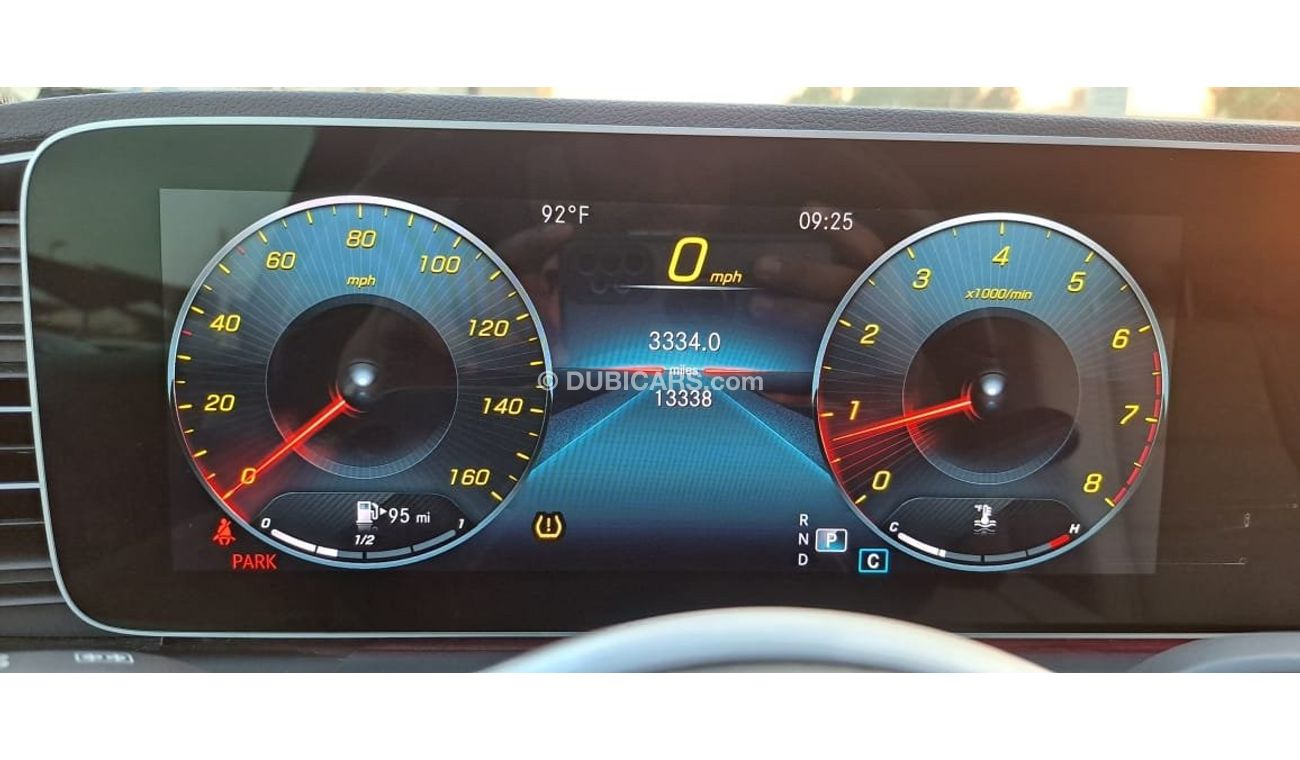 92°F
09:25
0 mph
3334.0
miles
13338
© DUBICARS.com
0
20
40
60
80
100
120
140
160
mph
0
1
2
3
4
5
6
7
8
x1000/min
0 1/2 1
95 mi
PARK
R
N P
D
C
C H
°F